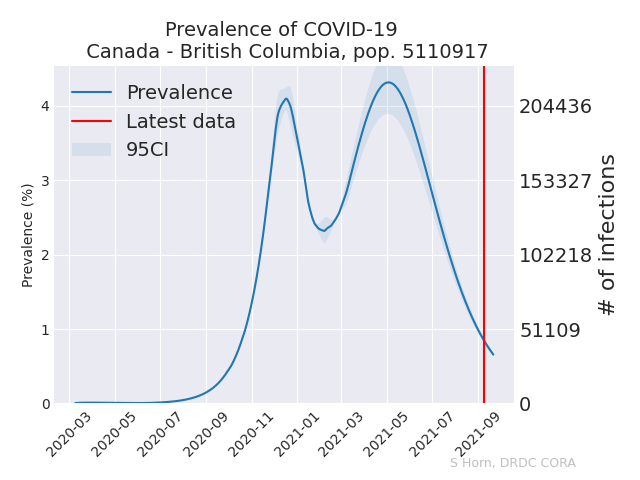 Prevalence of COVID-19
Canada - British Columbia, pop. 5110917
Prevalence
Latest data
95CI
Prevalence (%)
4
3
2
1
0
204436
153327
102218
51109
0
# of infections
2020-03
2020-05
2020-07
2020-09
2020-11
2021-01
2021-03
2021-05
2021-07
2021-09
S Horn, DRDC CORA